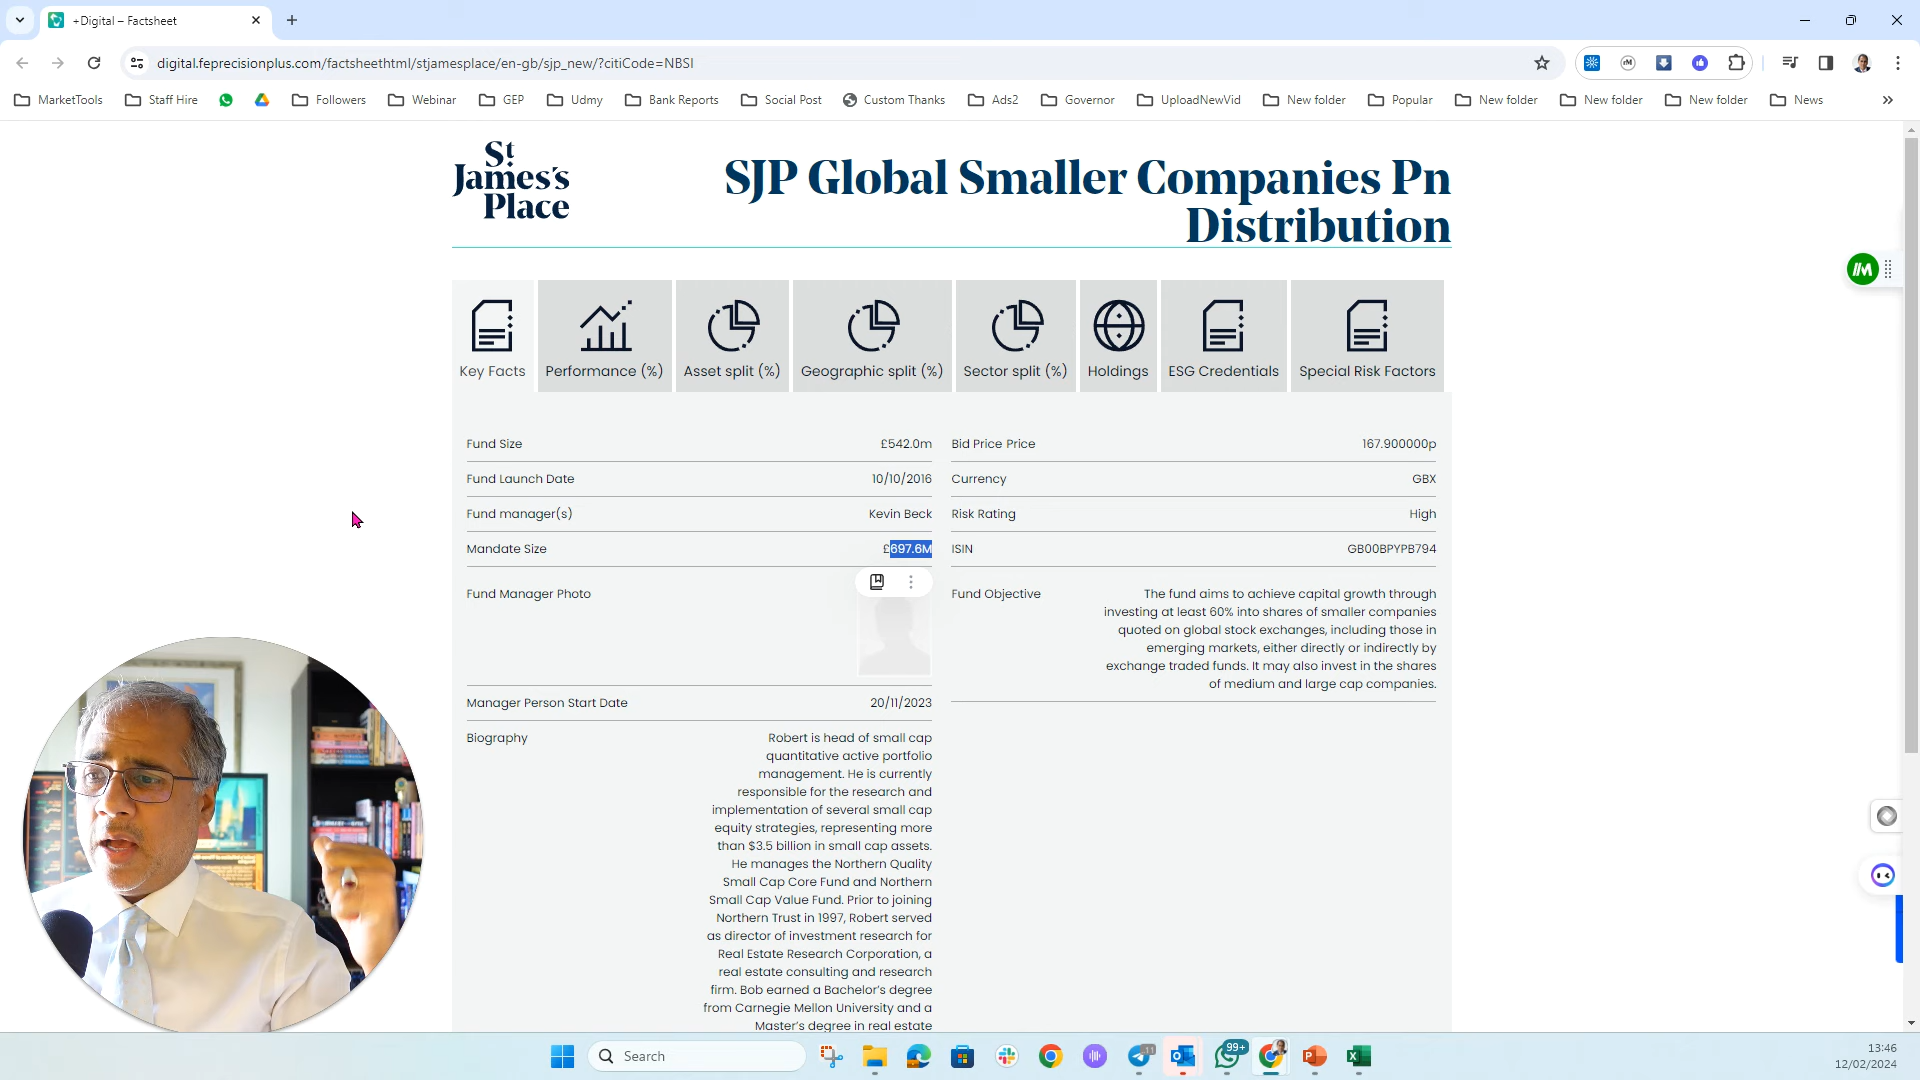 +Digital – Factsheet
digital.feprecisionplus.com/factsheethtml/stjamesplace/en-gb/sjp_new/?citiCode=NBSI
MarketTools
Staff Hire
Followers
Webinar
GEP
Udmy
Bank Reports
Social Post
Custom Thanks
Ads2
Governor
UploadNewVid
New folder
Popular
New folder
New folder
New folder
News
St
James's
Place
SJP Global Smaller Companies Pn
Distribution
Key Facts
Performance (%)
Asset split (%)
Geographic split (%)
Sector split (%)
Holdings
ESG Credentials
Special Risk Factors
Fund Size £542.0m
Fund Launch Date 10/10/2016
Fund manager(s) Kevin Beck
Mandate Size £697.6M
Fund Manager Photo
Manager Person Start Date 20/11/2023
Biography
Robert is head of small cap
quantitative active portfolio
management. He is currently
responsible for the research and
implementation of several small cap
equity strategies, representing more
than $3.5 billion in small cap assets.
He manages the Northern Quality
Small Cap Core Fund and Northern
Small Cap Value Fund. Prior to joining
Northern Trust in 1997, Robert served
as director of investment research for
Real Estate Research Corporation, a
real estate consulting and research
firm. Bob earned a Bachelor's degree
from Carnegie Mellon University and a
Master's degree in real estate
Bid Price Price 167.900000p
Currency GBX
Risk Rating High
ISIN GB00BPYPB794
Fund Objective
The fund aims to achieve capital growth through
investing at least 60% into shares of smaller companies
quoted on global stock exchanges, including those in
emerging markets, either directly or indirectly by
exchange traded funds. It may also invest in the shares
of medium and large cap companies.
Search
11
99+
13:46
12/02/2024